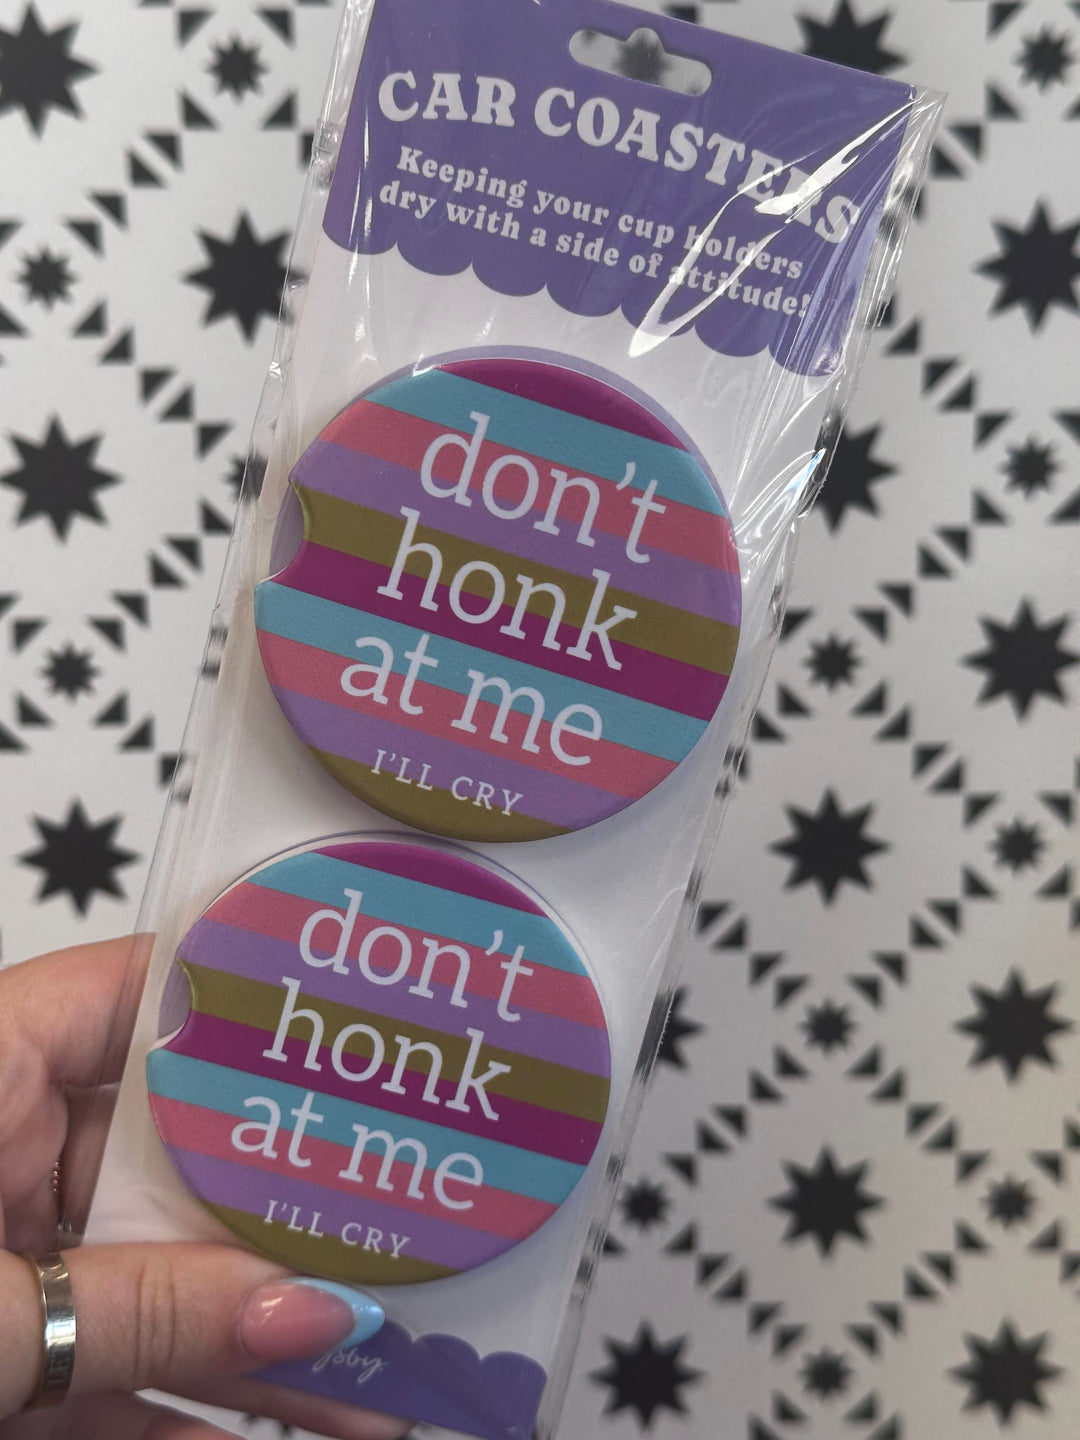 CAR COASTERS
Keeping your cup holders
dry with a side of attitude!
don't
honk
at me
I'LL CRY
don't
honk
at me
I'LL CRY